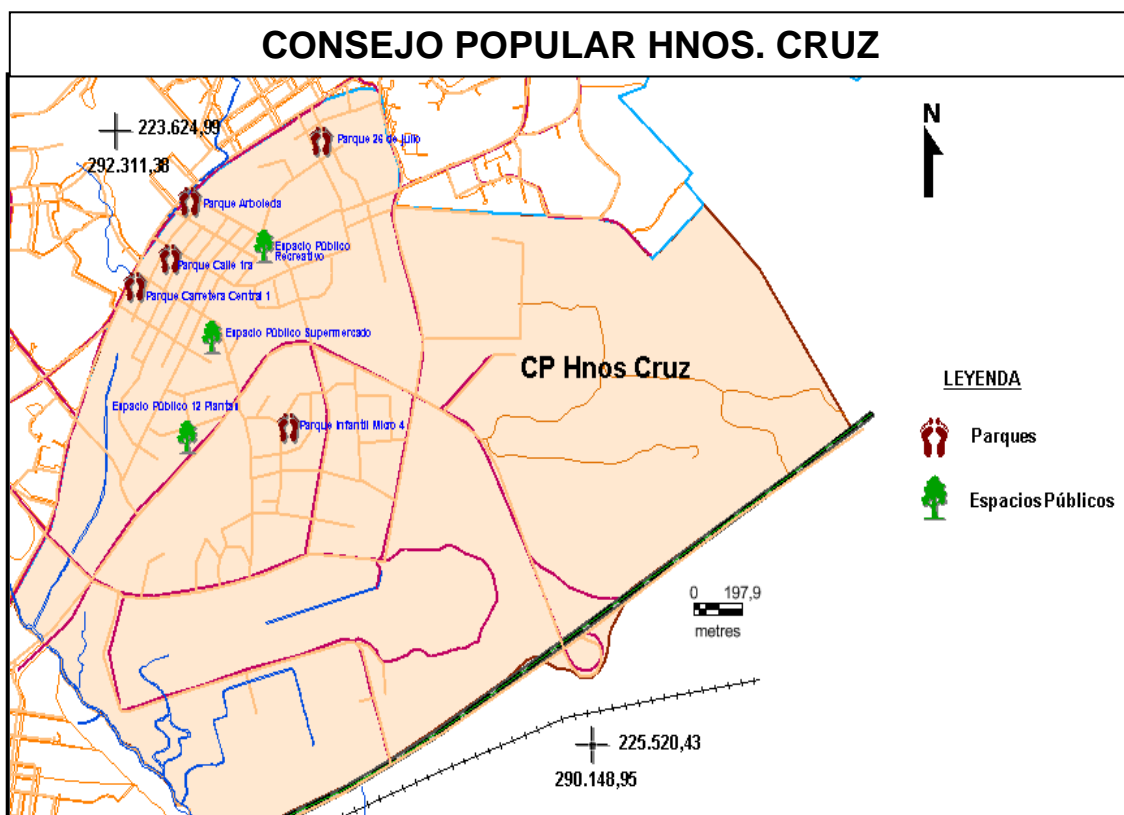 CONSEJO POPULAR HNOS. CRUZ
223.624,99
292.311,38
N
Parque 26 de julio
Parque Arboleda
Espacio Público
Recreativo
Parque Calle 1ra
Parque Carretera Central 1
Espacio Público Supermercado
CP Hnos Cruz
LEYENDA
Espacio Público 12 Plantas
Parque Infantil Micro 4
Parques
Espacios Públicos
0 197,9
metres
225.520,43
290.148,95